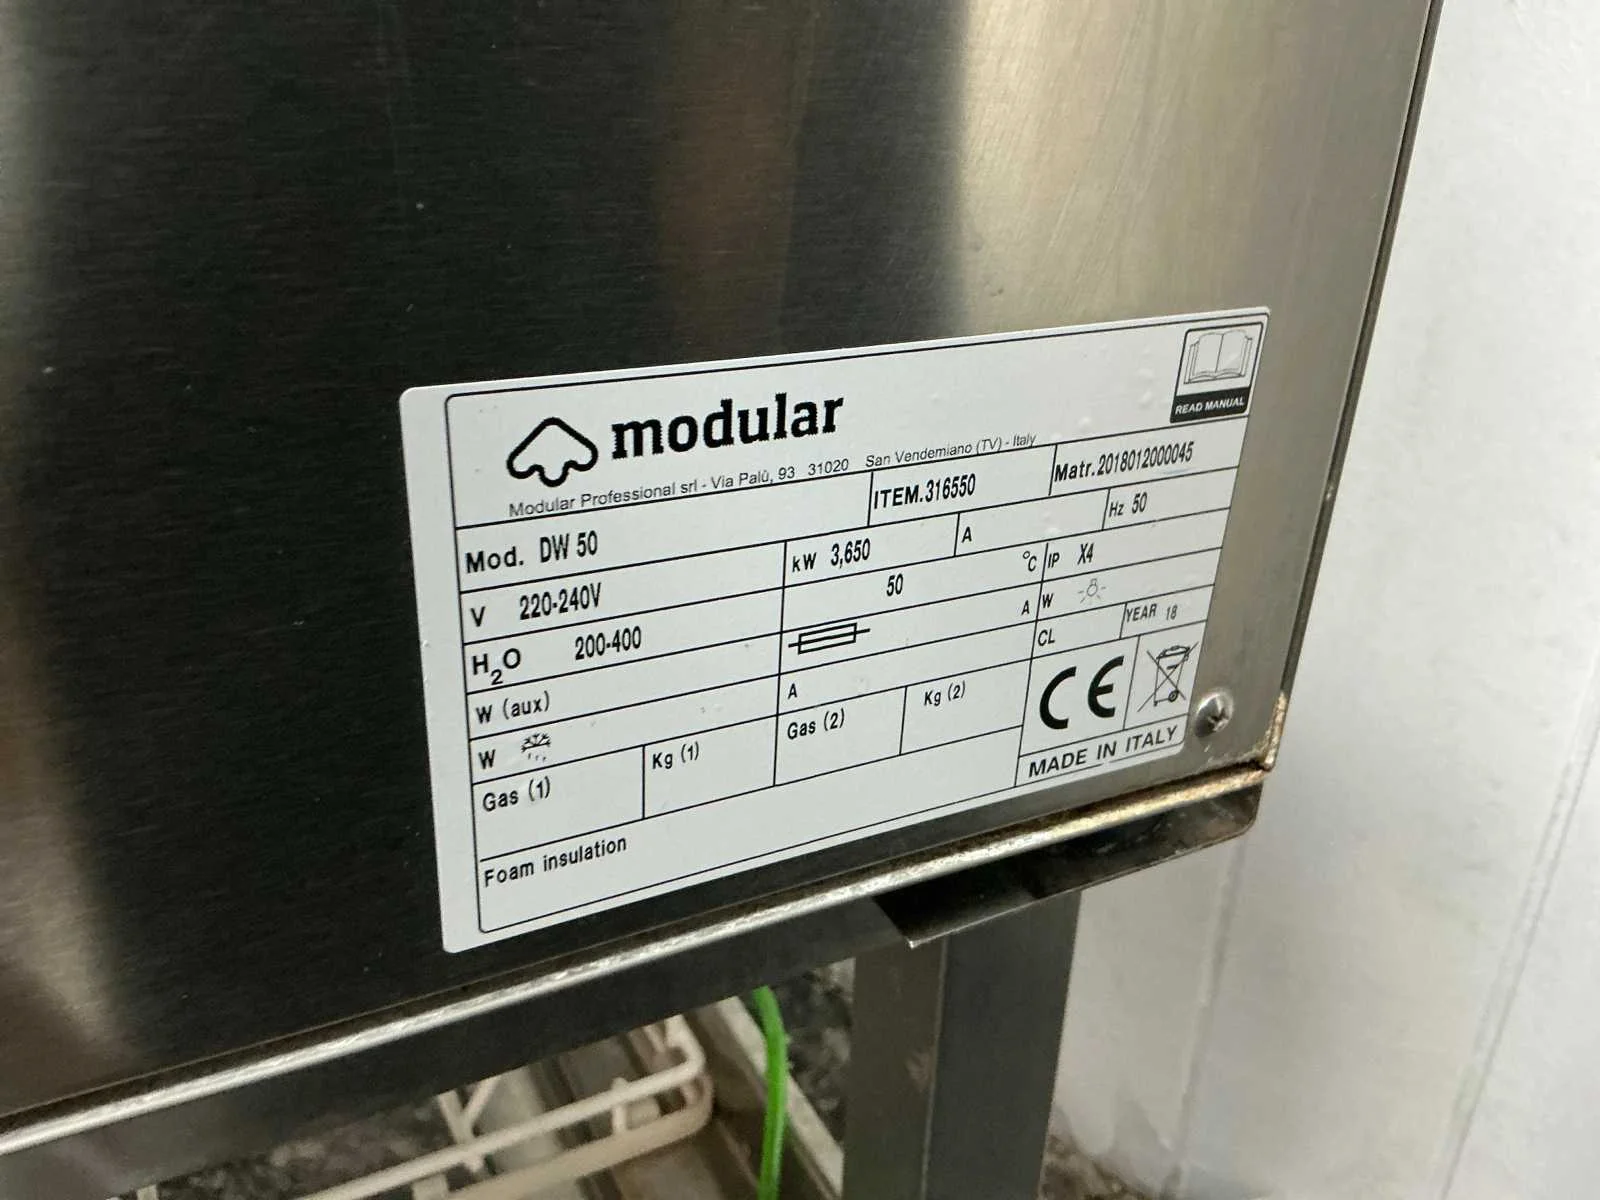 modular
READ MANUAL
Modular Professional srl - Via Palù, 93 31020 San Vendemiano (TV) - Italy
Mod. DW 50
ITEM.316550
Matr.2018012000045
V 220-240V
kW 3,650
A
Hz 50
H2O 200-400
50 °C
IP X4
W (aux)
A
W
W
A
CL
YEAR 18
Gas (1)
Kg (1)
Gas (2)
Kg (2)
CE
MADE IN ITALY
Foam insulation